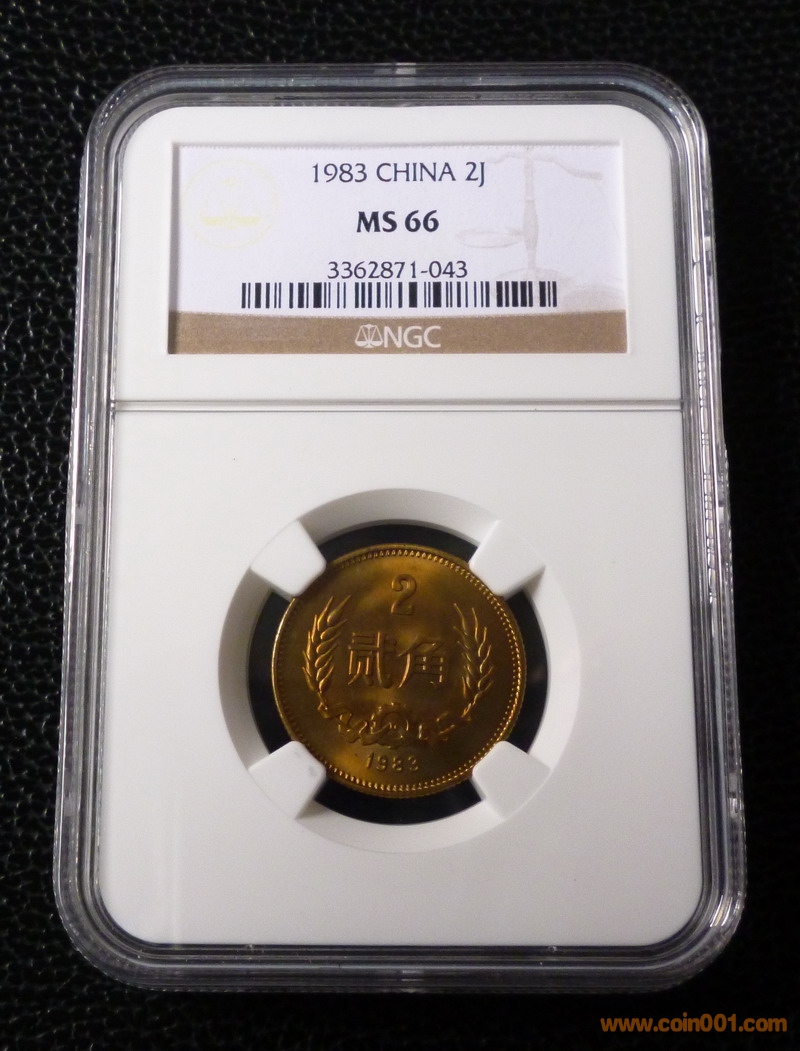 1983 CHINA 2J
MS 66
3362871-043
NGC
2
贰角
1983
www.coin001.com